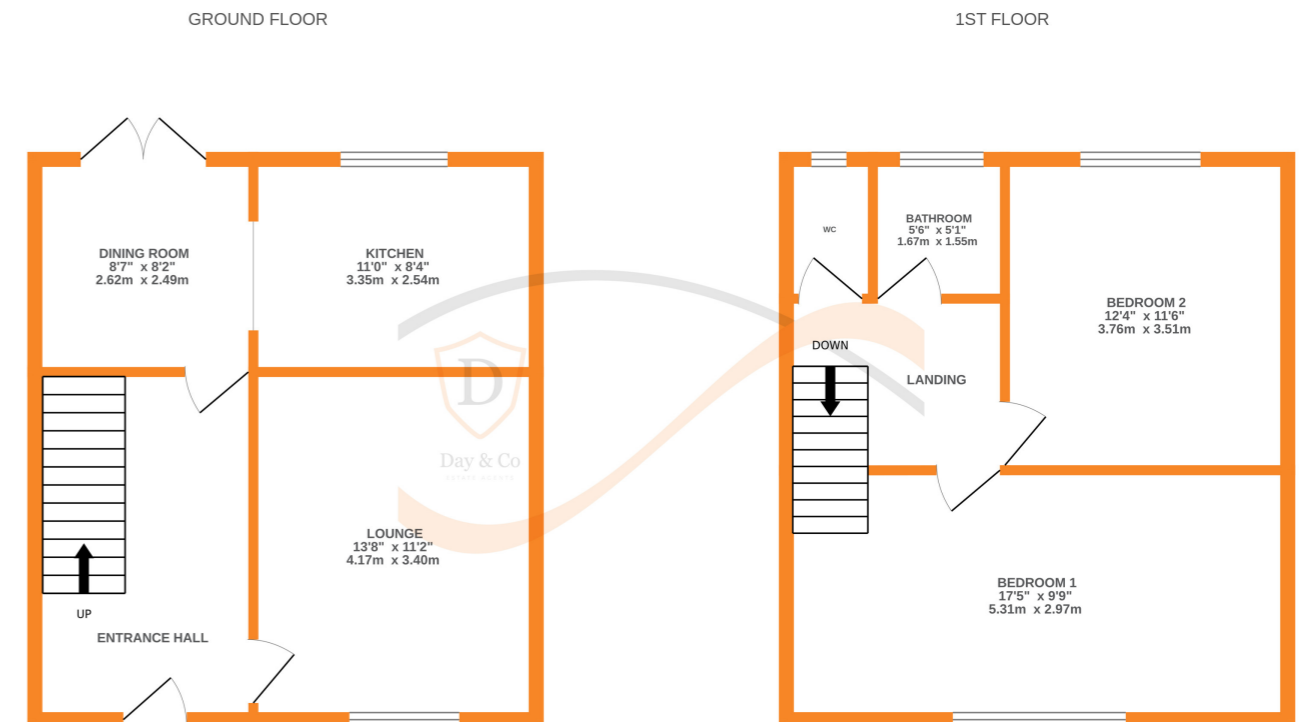 GROUND FLOOR
1ST FLOOR
DINING ROOM
8'7" x 8'2"
2.62m x 2.49m
KITCHEN
11'0" x 8'4"
3.35m x 2.54m
LOUNGE
13'8" x 11'2"
4.17m x 3.40m
UP
ENTRANCE HALL
WC
BATHROOM
5'6" x 5'1"
1.67m x 1.55m
BEDROOM 2
12'4" x 11'6"
3.76m x 3.51m
DOWN
LANDING
BEDROOM 1
17'5" x 9'9"
5.31m x 2.97m
D
Day & Co
ESTATE AGENTS